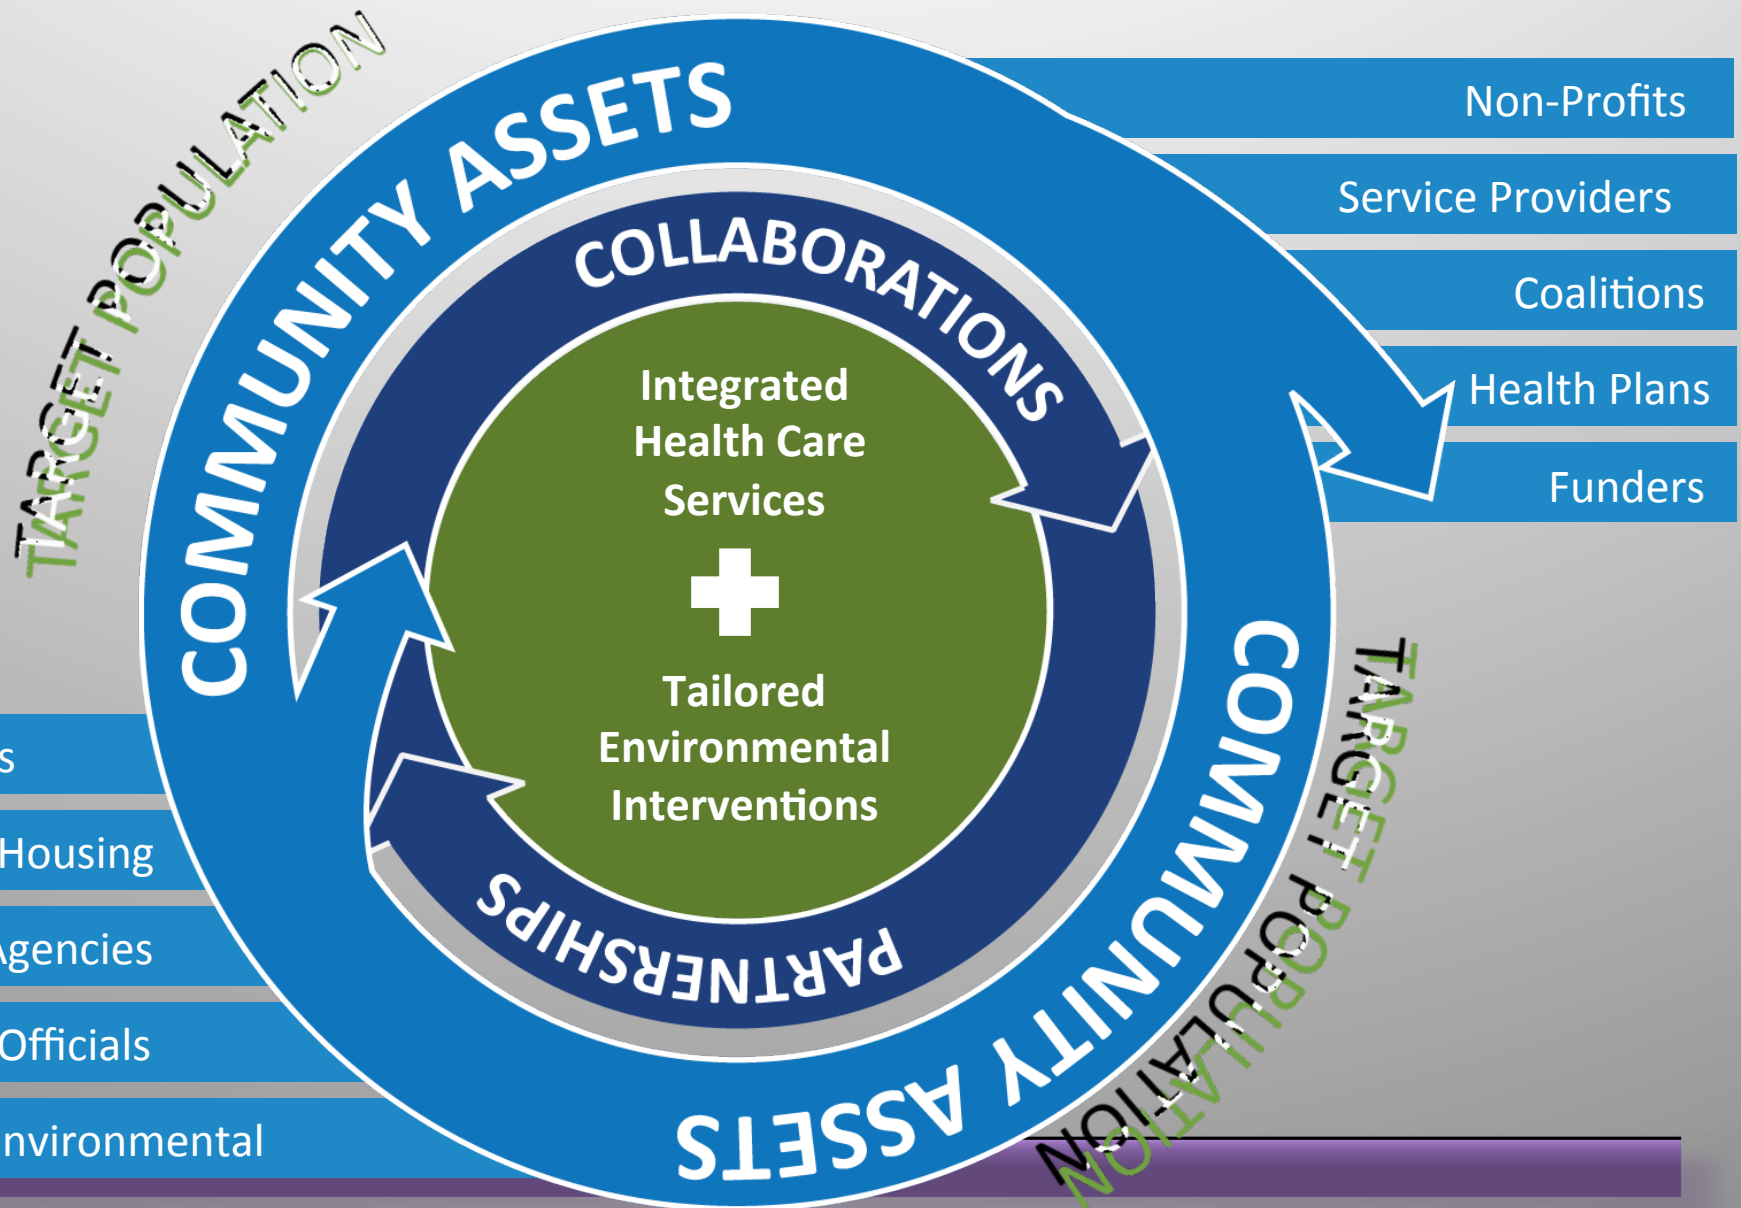 TARGET POPULATION
COMMUNITY ASSETS
COLLABORATIONS
Integrated
Health Care
Services
Tailored
Environmental
Interventions
PARTNERSHIPS
COMMUNITY ASSETS
TARGET POPULATION
Non-Profits
Service Providers
Coalitions
Health Plans
Funders
Housing
Officials